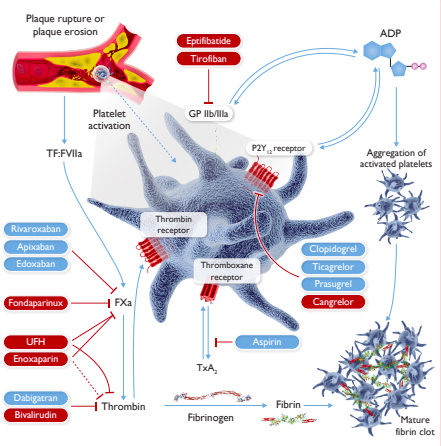 Plaque rupture or
plaque erosion
Eptifibatide
Tirofiban
ADP
Platelet
activation
GP IIb/IIIa
TF:FVIIa
P2Y12 receptor
Aggregation of
activated platelets
Thrombin
receptor
Rivaroxaban
Apixaban
Edoxaban
Thromboxane
receptor
Clopidogrel
Ticagrelor
Prasugrel
Cangrelor
Fondaparinux
FXa
UFH
Enoxaparin
Aspirin
TxA2
Dabigatran
Bivalirudin
Thrombin
Fibrinogen
Fibrin
Mature
fibrin clot